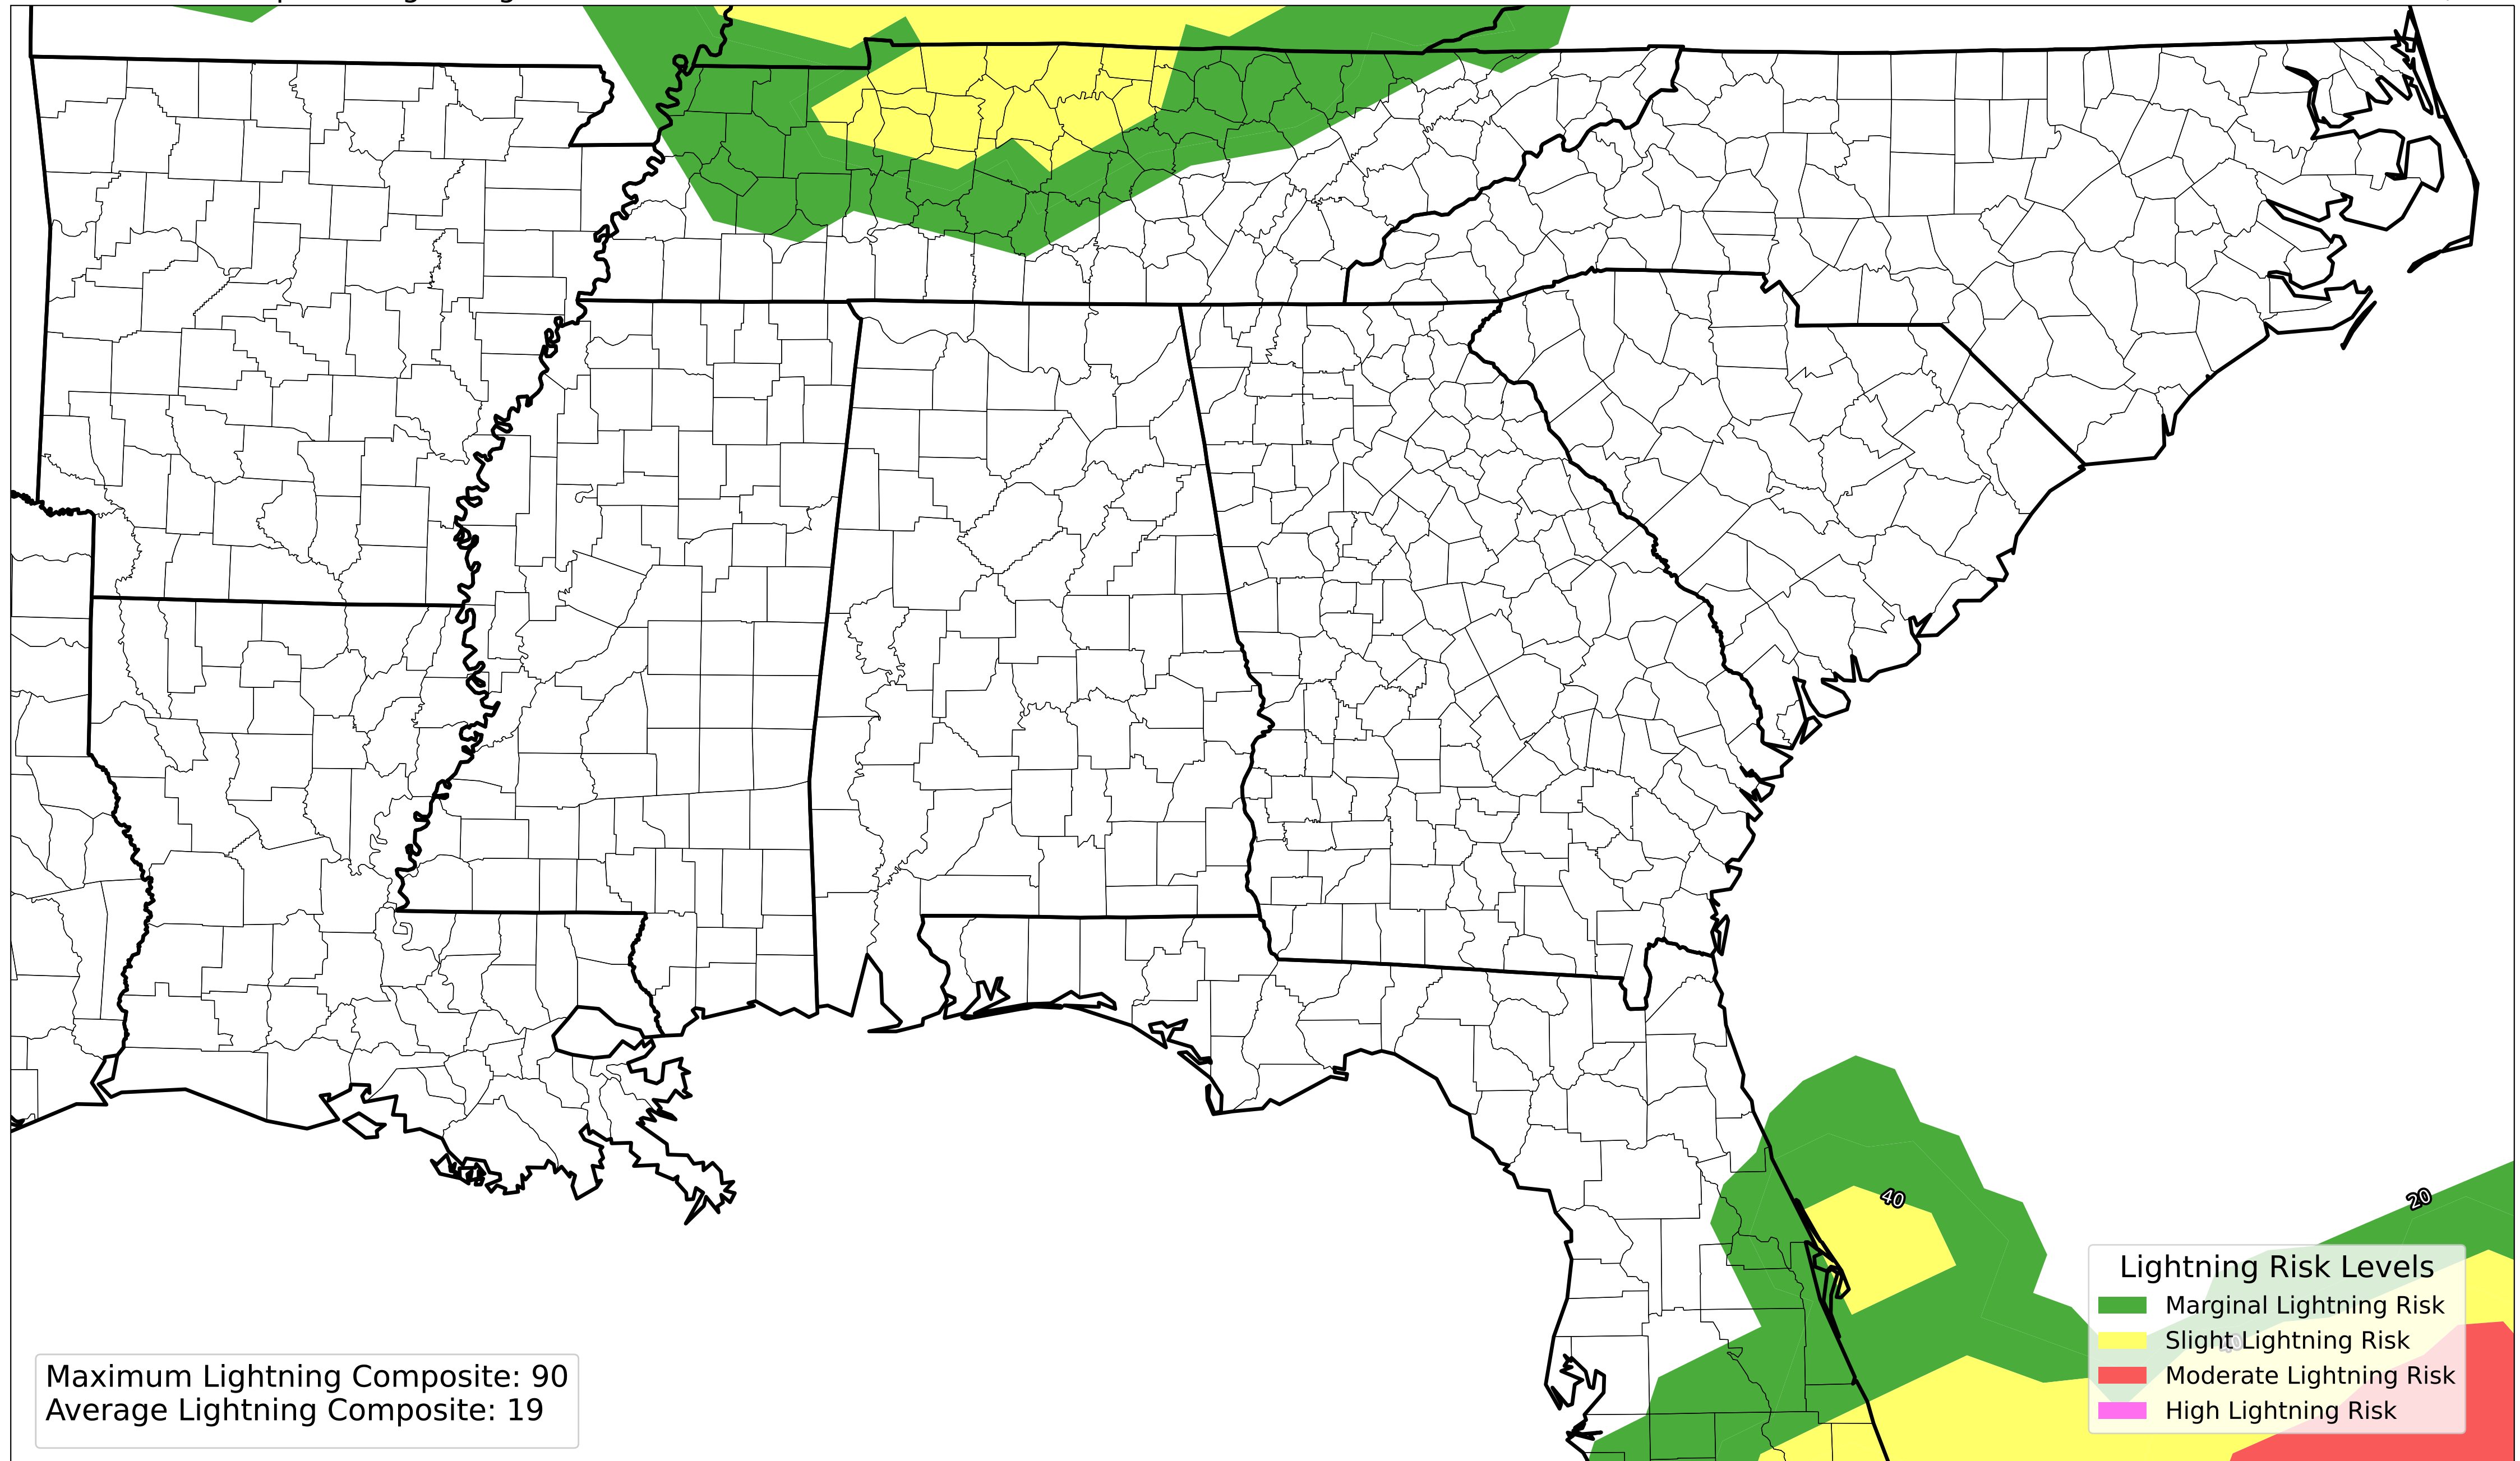 40
20
Lightning Risk Levels
Marginal Lightning Risk
Slight Lightning Risk
Moderate Lightning Risk
High Lightning Risk
Maximum Lightning Composite: 90
Average Lightning Composite: 19